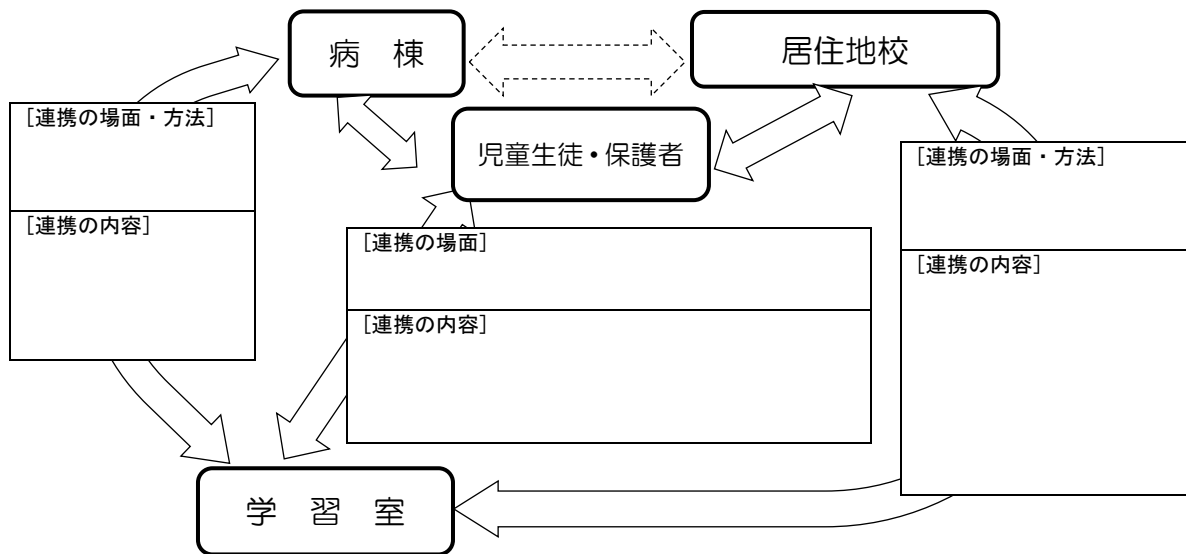 病　棟
居住地校
児童生徒・保護者
［連携の場面・方法］
［連携の内容］
［連携の場面］
［連携の内容］
［連携の場面・方法］
［連携の内容］
学　習　室